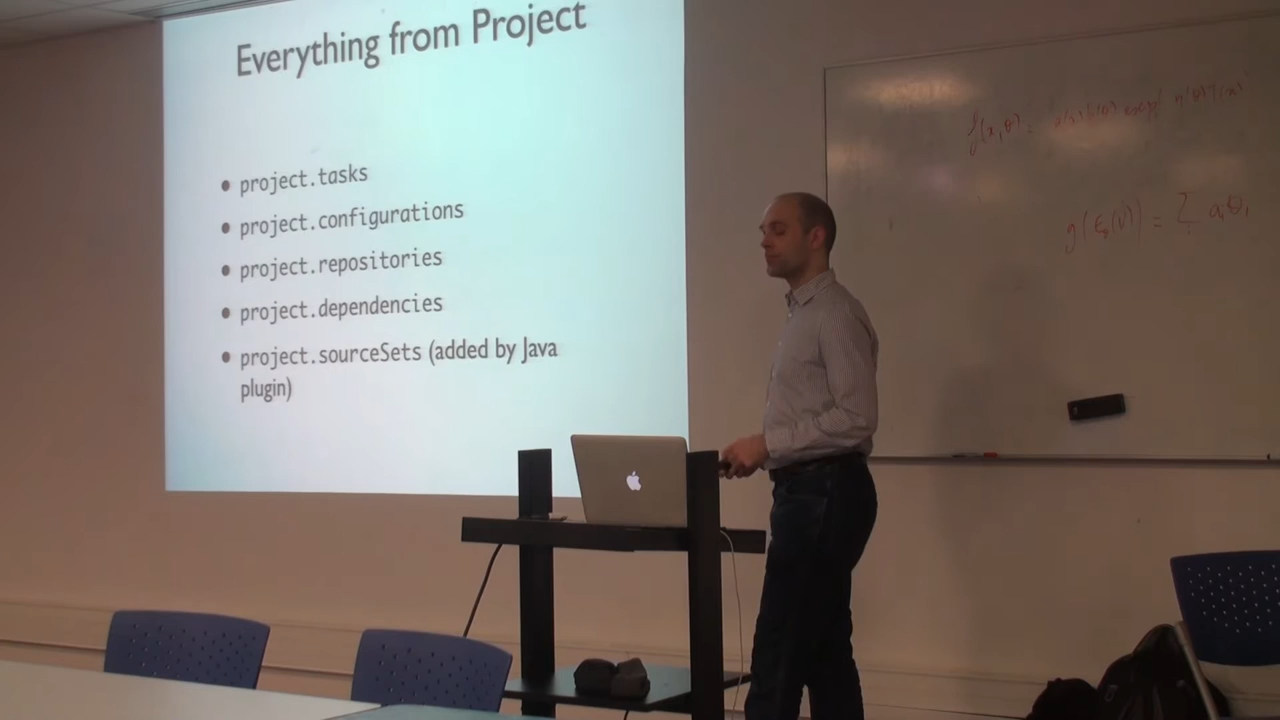 Everything from Project
• project.tasks
• project.configurations
• project.repositories
• project.dependencies
• project.sourceSets (added by Java
plugin)
f(x,θ) =
g(E(U)) = Σ a θ